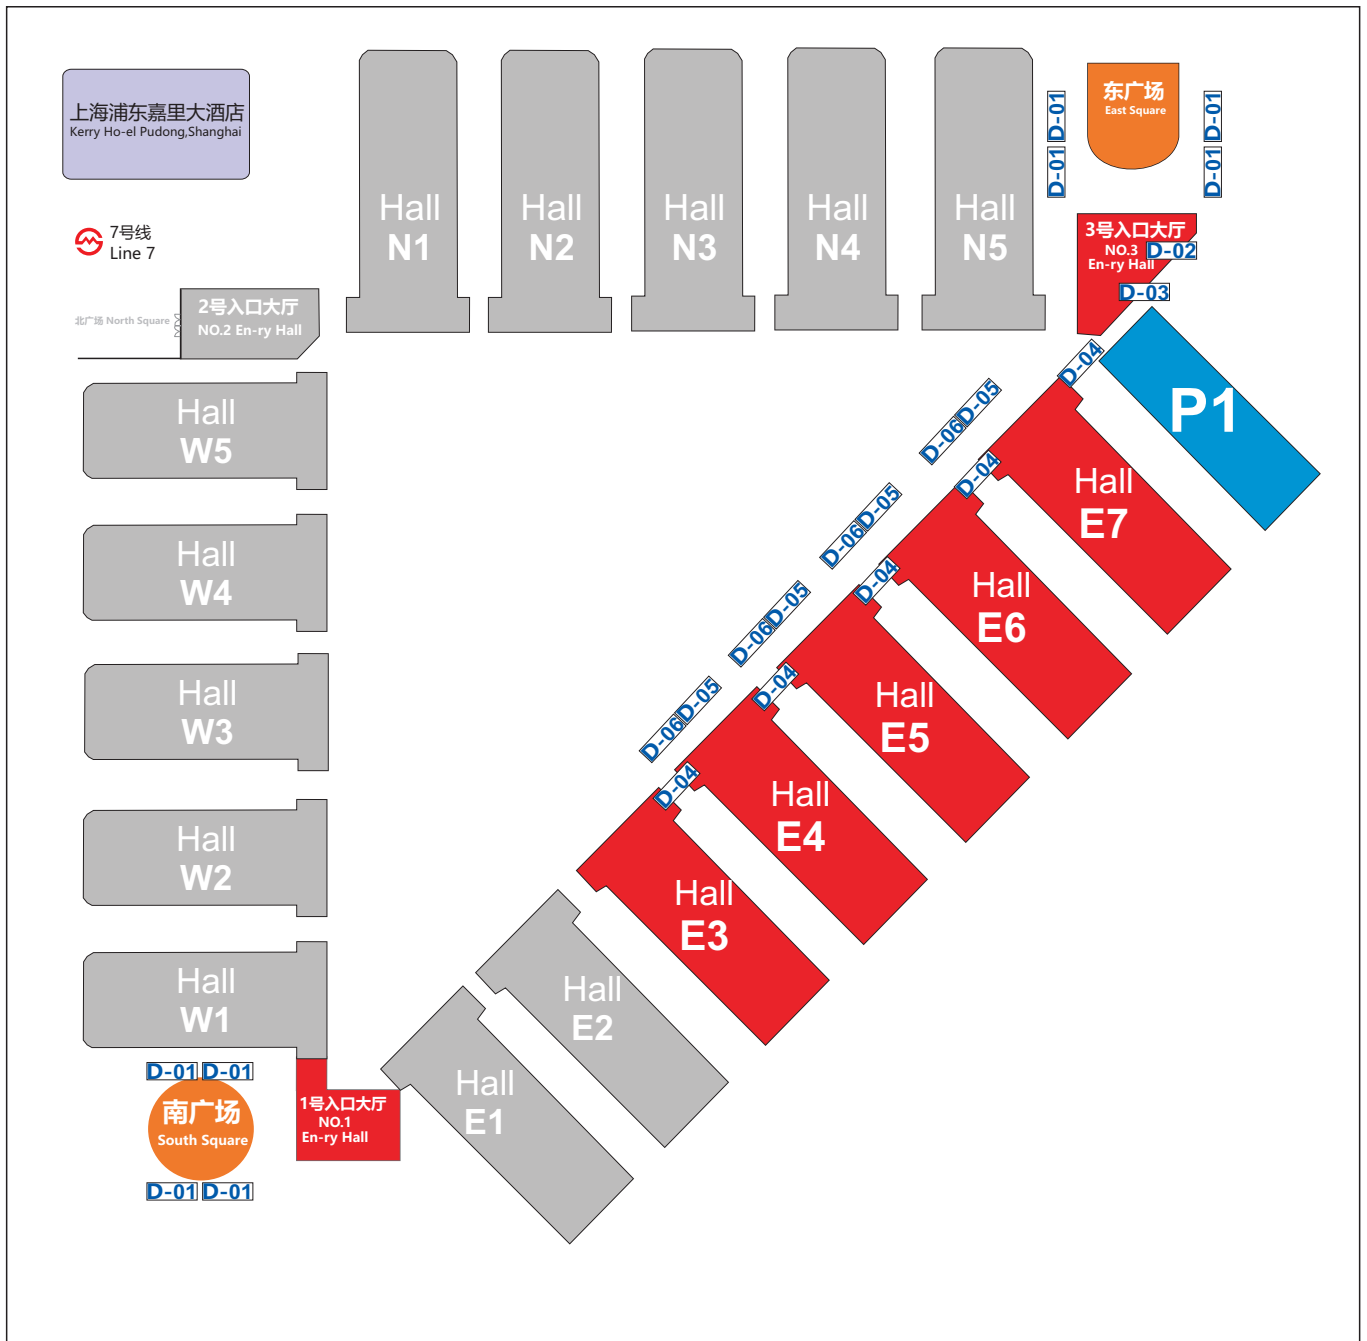 上海浦东嘉里大酒店
Kerry Ho-el Pudong,Shanghai
7号线
Line 7
北广场 North Square
2号入口大厅
NO.2 En-ry Hall
Hall
N1
Hall
N2
Hall
N3
Hall
N4
Hall
N5
东广场
East Square
D-01
D-01
D-01
D-01
3号入口大厅
NO.3
En-ry Hall
D-02
D-03
P1
D-04
Hall
E7
D-05
D-06
D-04
Hall
E6
D-05
D-06
D-04
Hall
E5
D-05
D-06
D-04
Hall
E4
D-05
D-06
D-04
Hall
E3
Hall
E2
Hall
E1
Hall
W5
Hall
W4
Hall
W3
Hall
W2
Hall
W1
D-01 D-01
南广场
South Square
D-01 D-01
1号入口大厅
NO.1
En-ry Hall